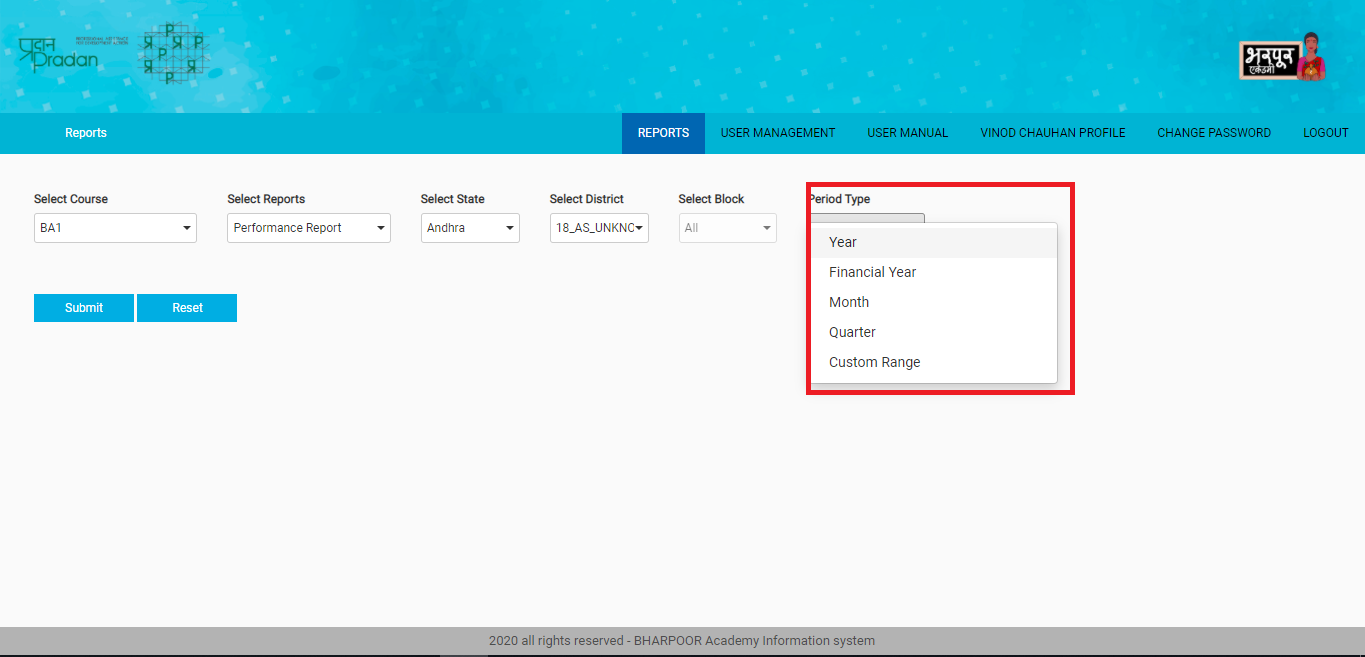 प्रदान
Pradan
PROFESSIONAL ASSISTANCE
FOR DEVELOPMENT ACTION
भरपूर
एकेडमी
Reports
REPORTS
USER MANAGEMENT
USER MANUAL
VINOD CHAUHAN PROFILE
CHANGE PASSWORD
LOGOUT
Select Course
Select Reports
Select State
Select District
Select Block
Period Type
BA1
Performance Report
Andhra
18_AS_UNKNO
All
Year
Financial Year
Month
Quarter
Custom Range
Submit
Reset
2020 all rights reserved - BHARPOOR Academy Information system